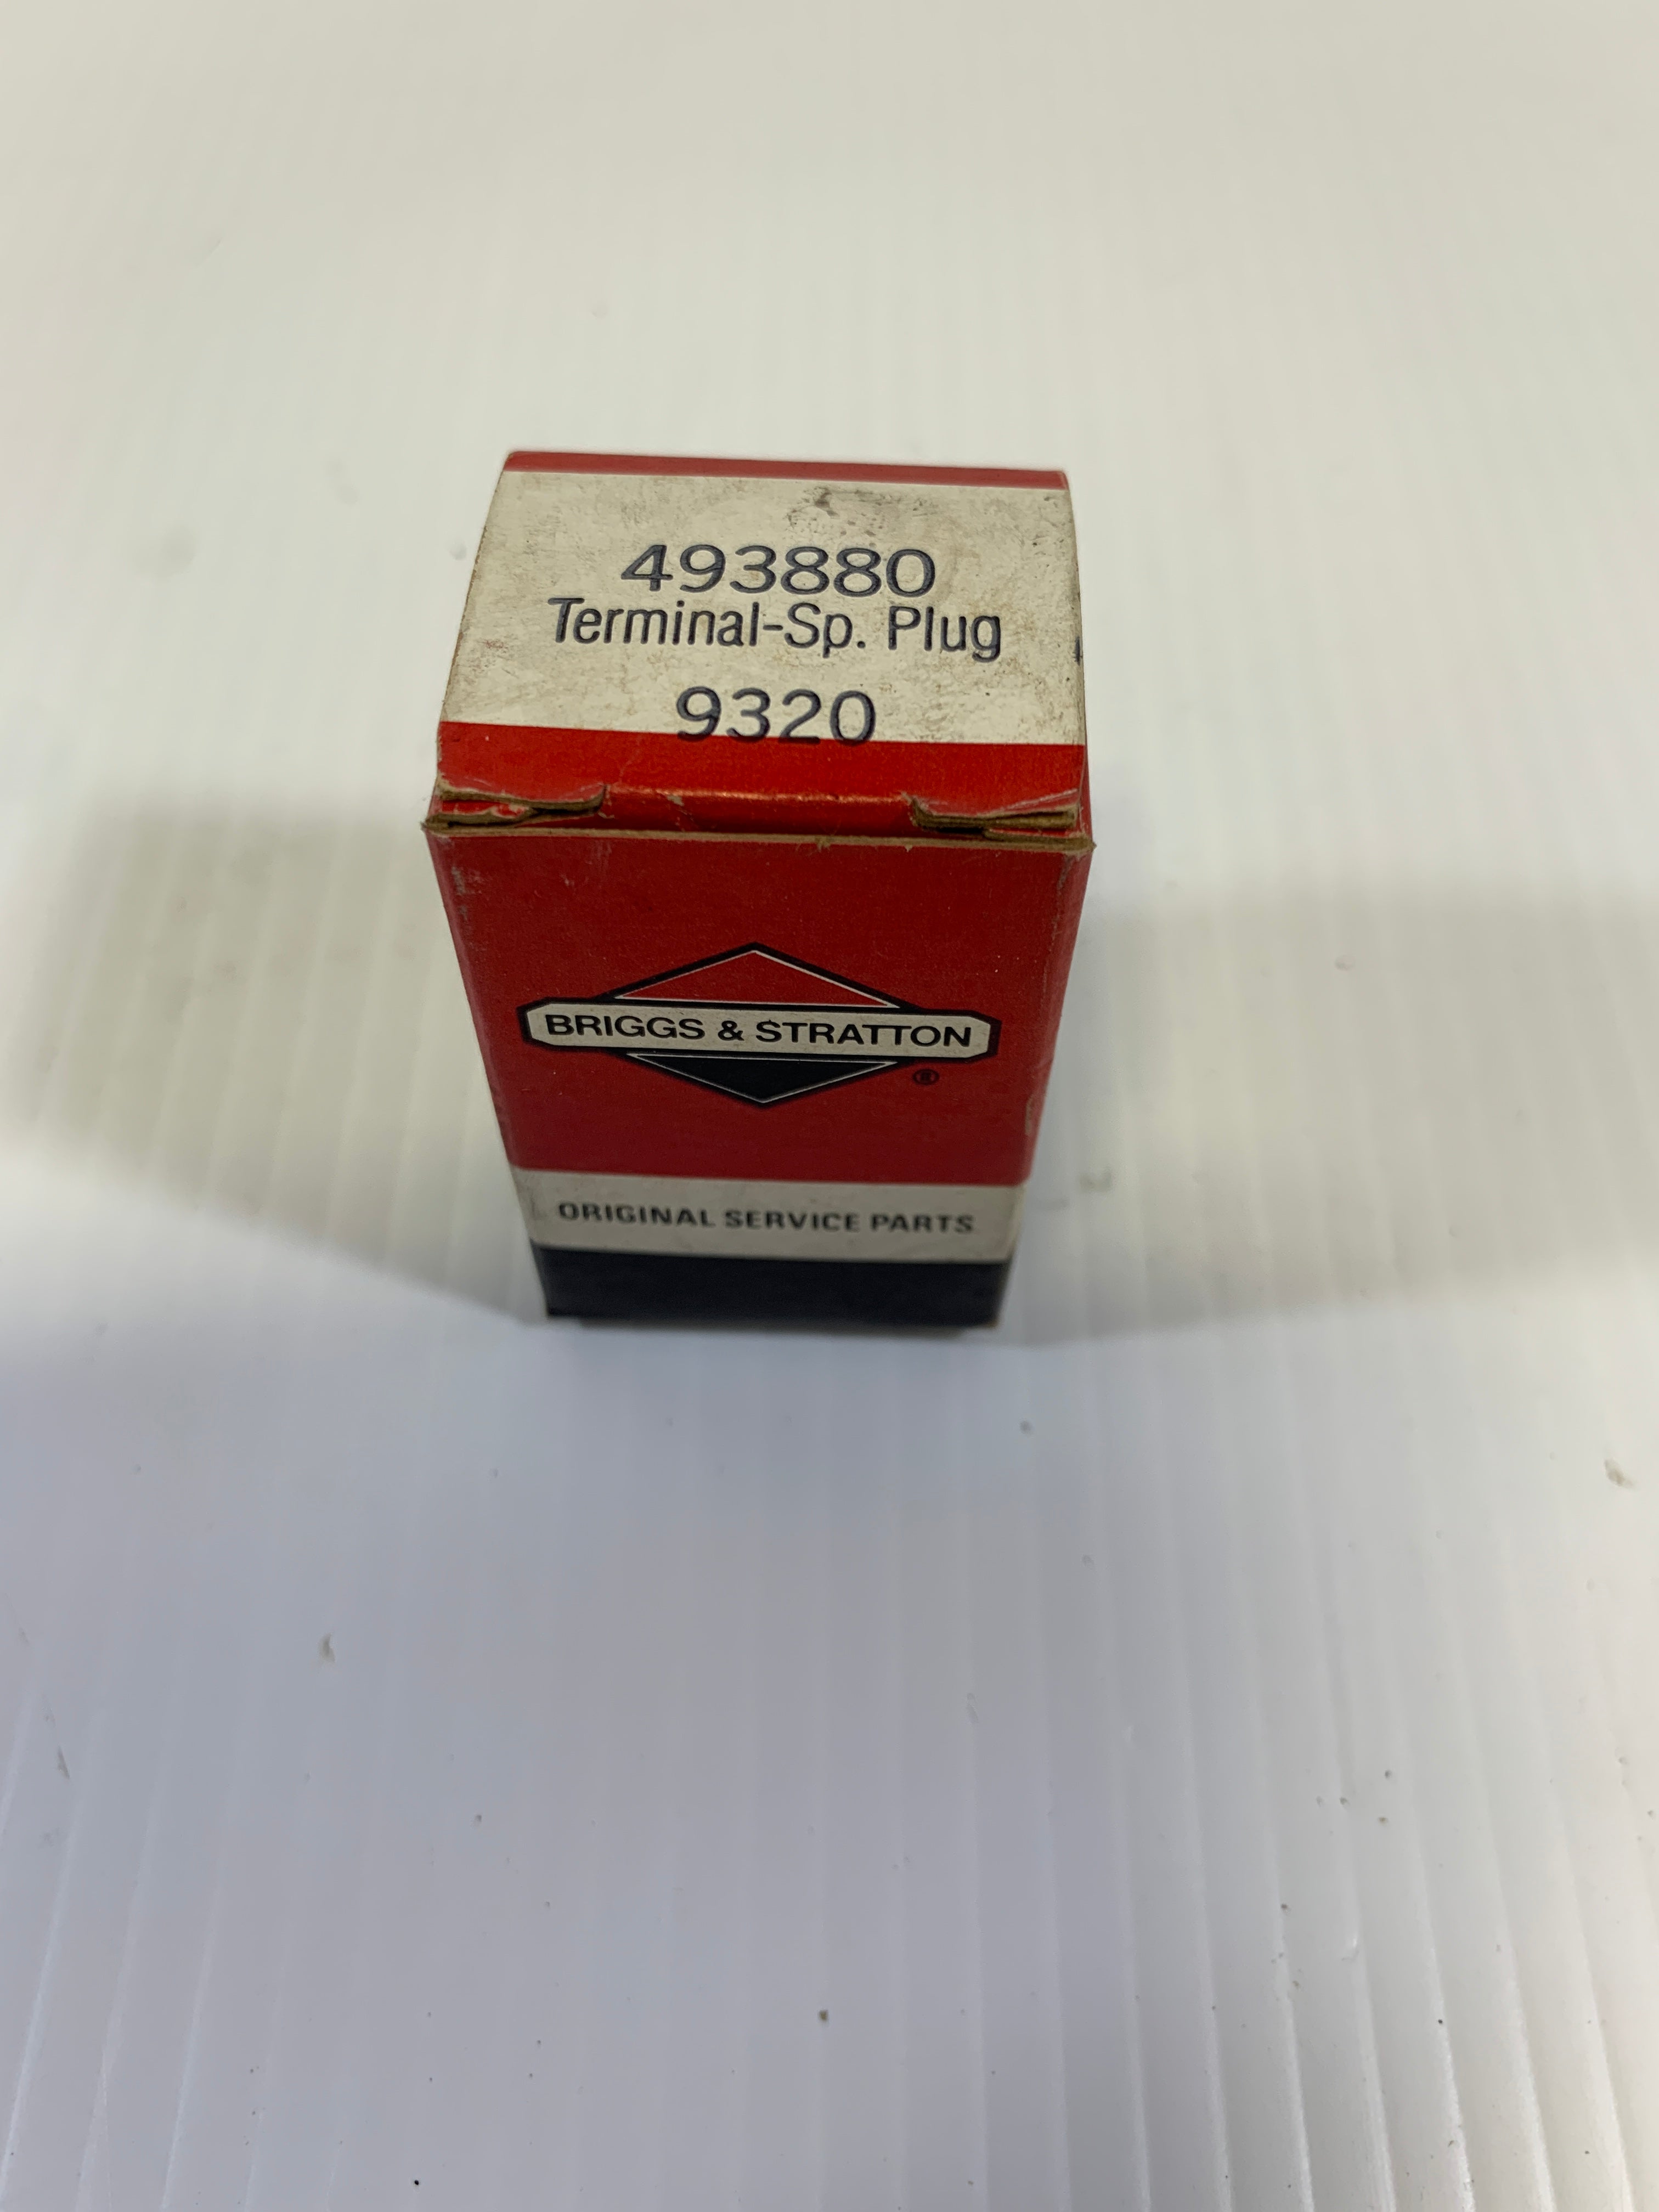 493880
Terminal-Sp. Plug
9320
BRIGGS & STRATTON
®
ORIGINAL SERVICE PARTS